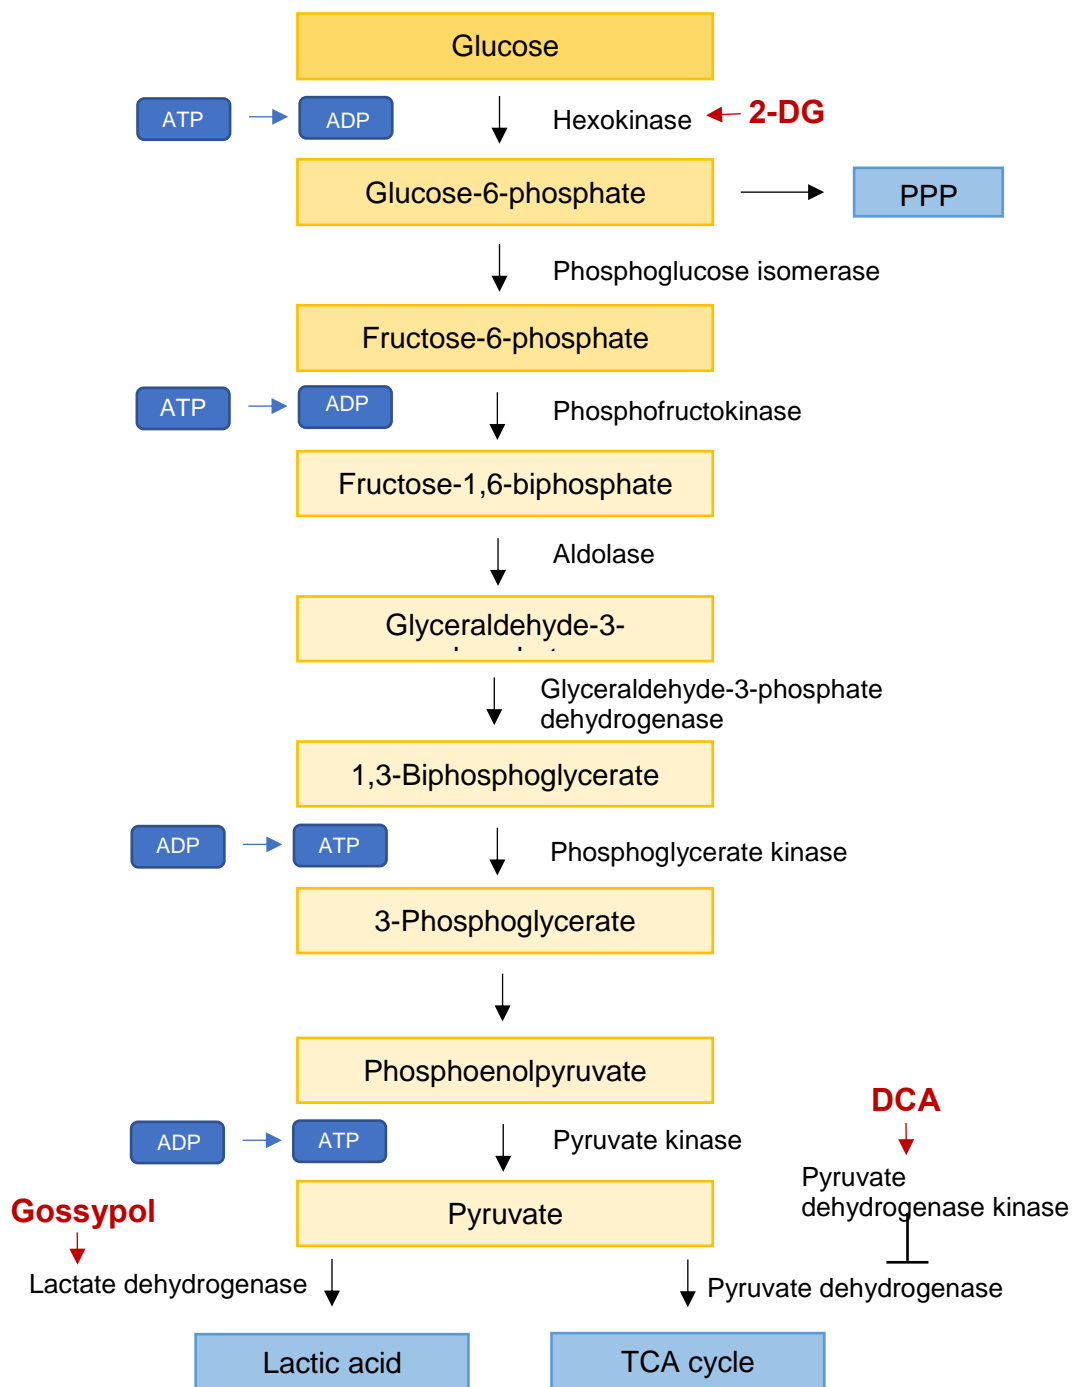 Glucose
ATP
ADP
Hexokinase
2-DG
Glucose-6-phosphate
PPP
Phosphoglucose isomerase
Fructose-6-phosphate
ATP
ADP
Phosphofructokinase
Fructose-1,6-biphosphate
Aldolase
Glyceraldehyde-3-
Glyceraldehyde-3-phosphate
dehydrogenase
1,3-Biphosphoglycerate
ADP
ATP
Phosphoglycerate kinase
3-Phosphoglycerate
Phosphoenolpyruvate
DCA
ADP
ATP
Pyruvate kinase
Pyruvate
dehydrogenase kinase
Gossypol
Pyruvate
Lactate dehydrogenase
Pyruvate dehydrogenase
Lactic acid
TCA cycle